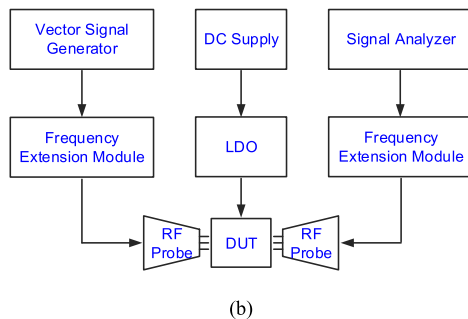 Vector Signal
Generator
DC Supply
Signal Analyzer
Frequency
Extension Module
LDO
Frequency
Extension Module
RF
Probe
DUT
RF
Probe
(b)